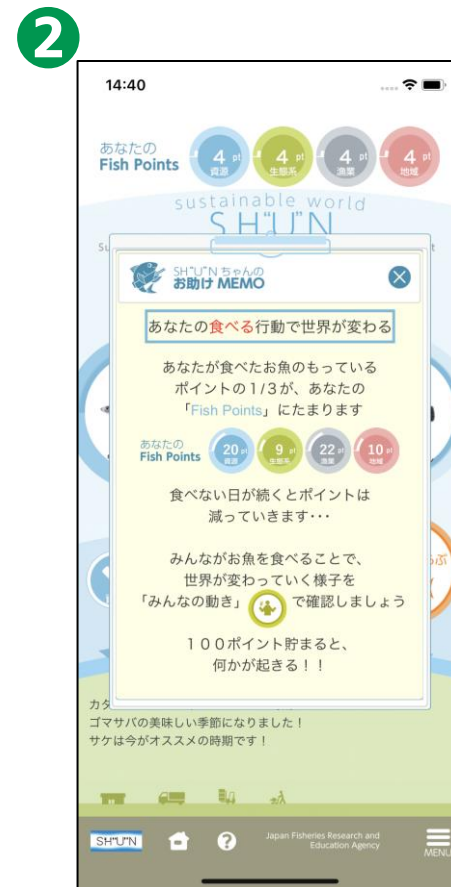 2
14:40
あなたの
Fish Points
4 pt
資源
4 pt
生態系
4 pt
漁業
4 pt
地域
sustainable world
SH"U"N
Su
t
SH"U"Nちゃんの
お助け MEMO
あなたの食べる行動で世界が変わる
あなたが食べたお魚のもっている
ポイントの1/3が、あなたの
「Fish Points」にたまります
あなたの
Fish Points
20 pt
資源
9 pt
生態系
22 pt
漁業
10 pt
地域
食べない日が続くとポイントは
減っていきます・・・
みんながお魚を食べることで、
世界が変わっていく様子を
「みんなの動き」 で確認しましょう
１００ポイント貯まると、
何かが起きる！！
ぶ
カタ
ゴマサバの美味しい季節になりました！
サケは今がオススメの時期です！
SH"U"N
?
Japan Fisheries Research and
Education Agency
MENU